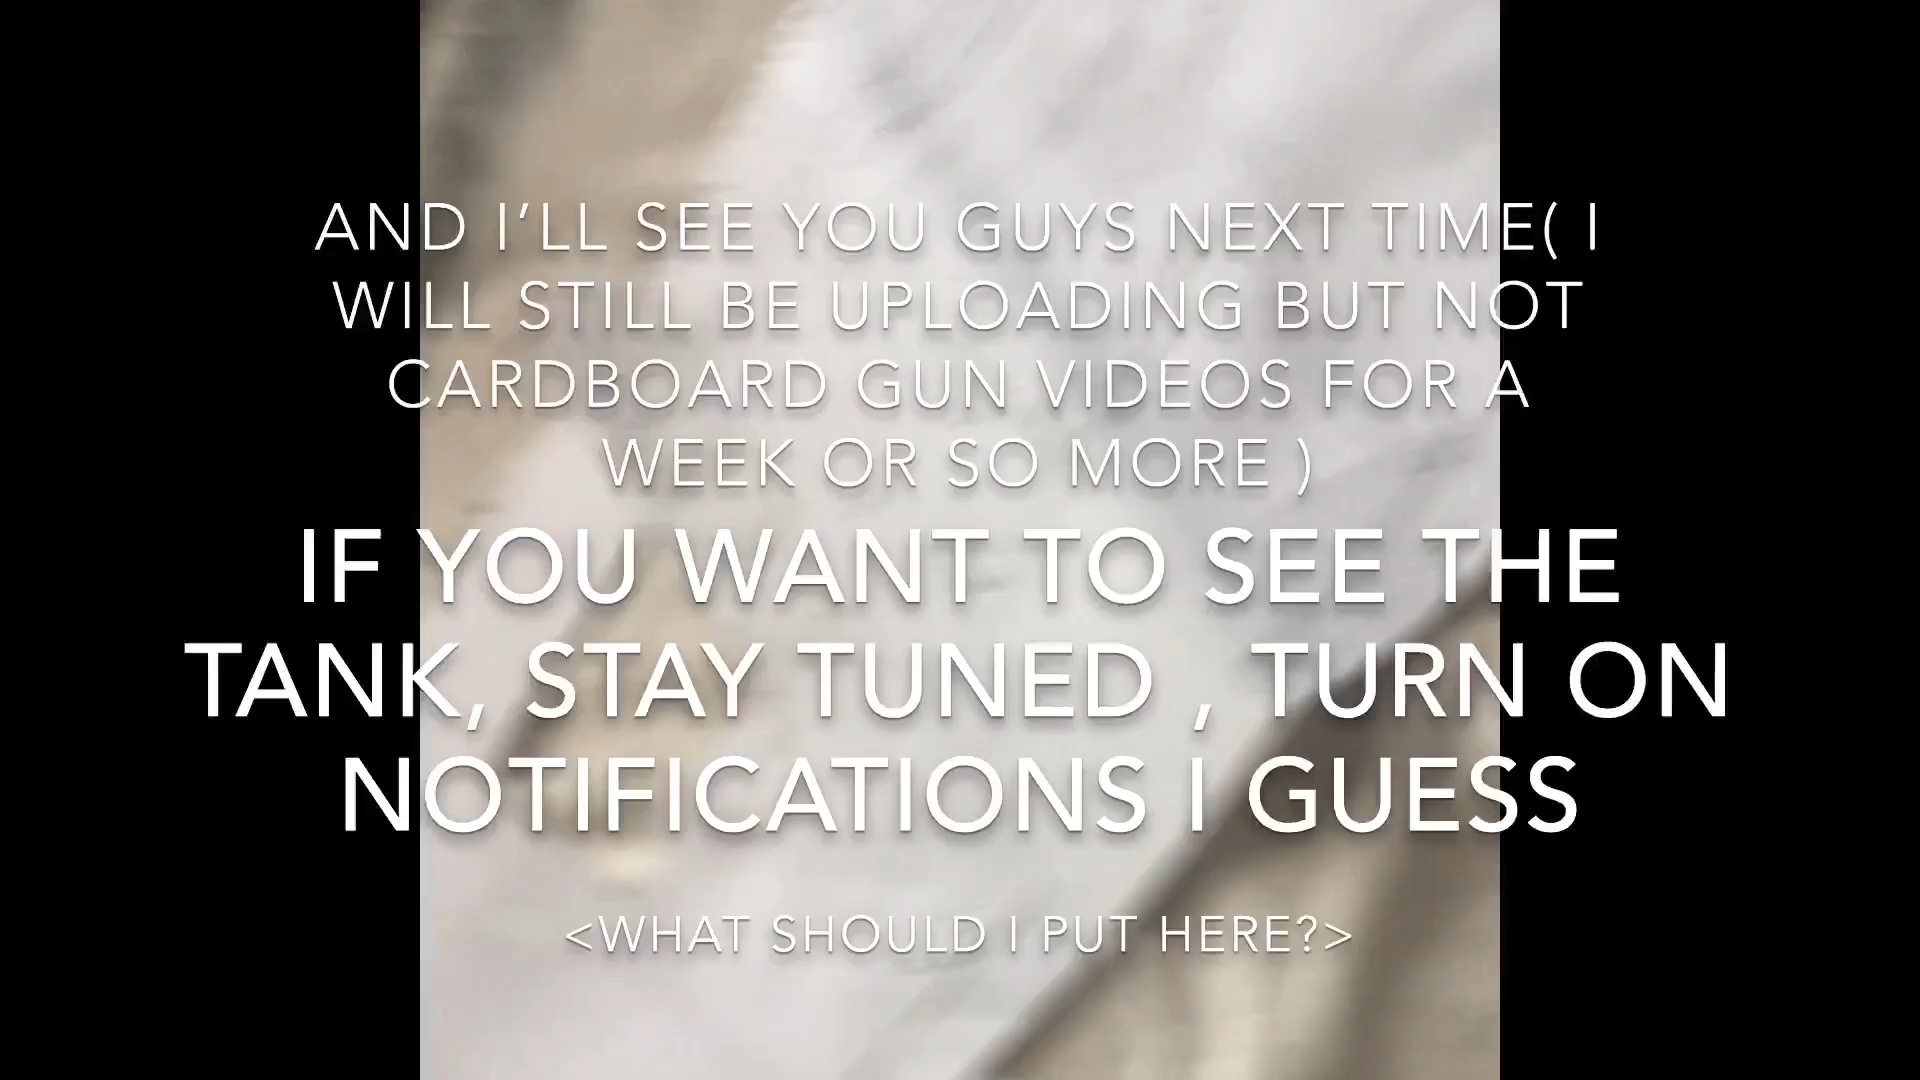 AND I’LL SEE YOU GUYS NEXT TIME( I
WILL STILL BE UPLOADING BUT NOT
CARDBOARD GUN VIDEOS FOR A
WEEK OR SO MORE )
IF YOU WANT TO SEE THE
TANK, STAY TUNED , TURN ON
NOTIFICATIONS I GUESS
<WHAT SHOULD I PUT HERE?>